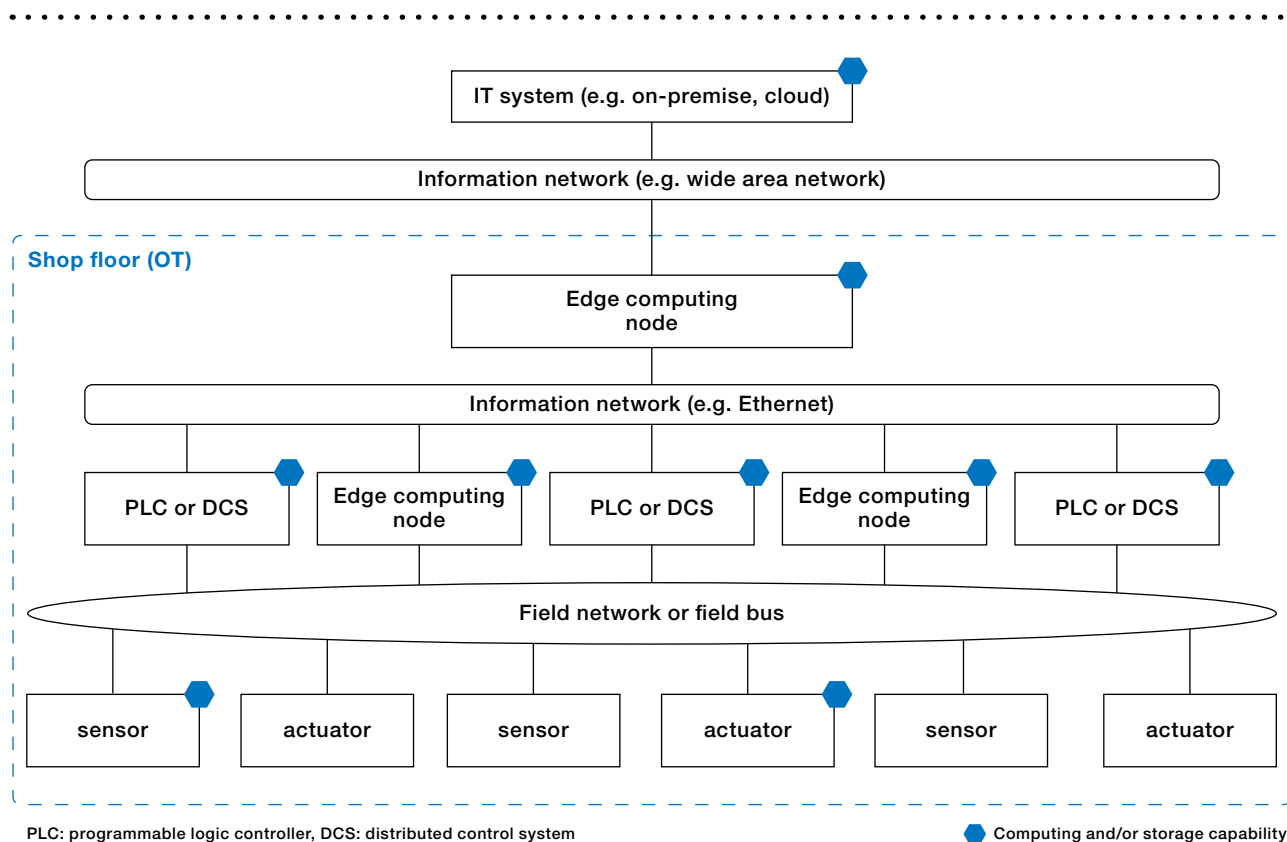 IT system (e.g. on-premise, cloud)
Information network (e.g. wide area network)
Shop floor (OT)
Edge computing
node
Information network (e.g. Ethernet)
PLC or DCS
Edge computing
node
PLC or DCS
Edge computing
node
PLC or DCS
Field network or field bus
sensor
actuator
sensor
actuator
sensor
actuator
PLC: programmable logic controller, DCS: distributed control system
Computing and/or storage capability